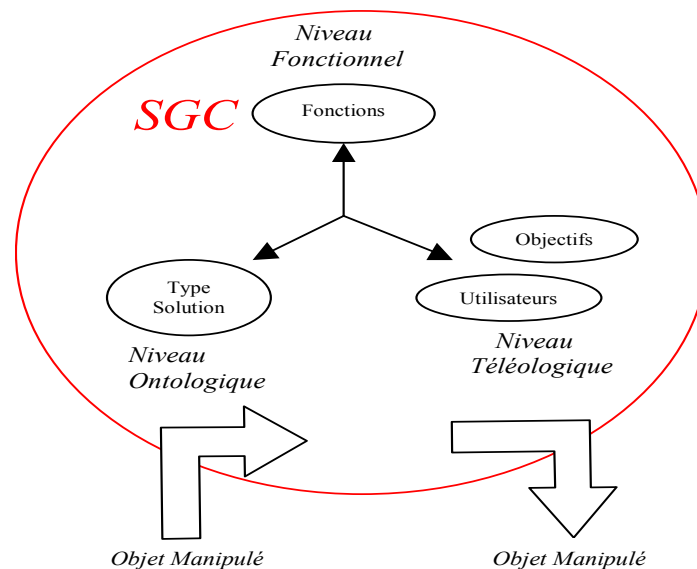 Niveau
Fonctionnel
SGC
Fonctions
Objectifs
Type
Solution
Utilisateurs
Niveau
Ontologique
Niveau
Téléologique
Objet Manipulé
Objet Manipulé